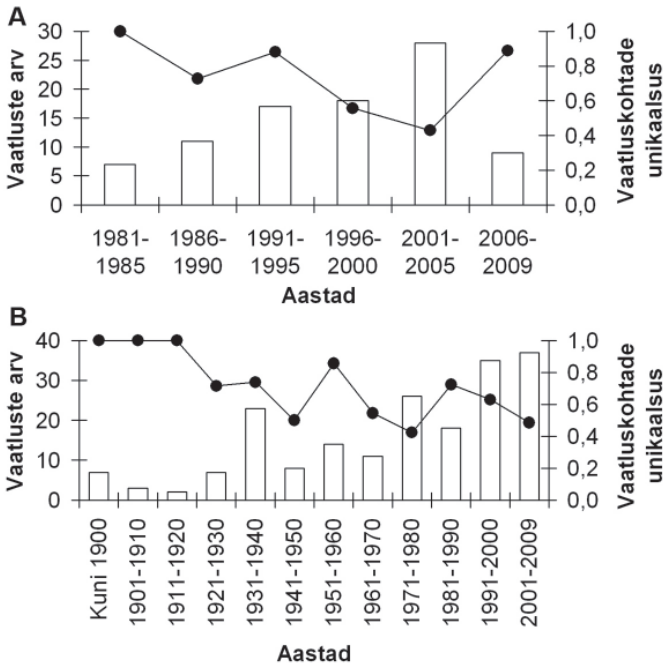 A
Vaatluste arv
30
25
20
15
10
5
0
1,0
0,8
0,6
0,4
0,2
0,0
Vaatluskohtade
unikaalsus
1981- 1986- 1991- 1996- 2001- 2006-
1985 1990 1995 2000 2005 2009
Aastad
B
Vaatluste arv
40
30
20
10
0
1,0
0,8
0,6
0,4
0,2
0,0
Vaatluskohtade
unikaalsus
Kuni 1900
1901-1910
1911-1920
1921-1930
1931-1940
1941-1950
1951-1960
1961-1970
1971-1980
1981-1990
1991-2000
2001-2009
Aastad